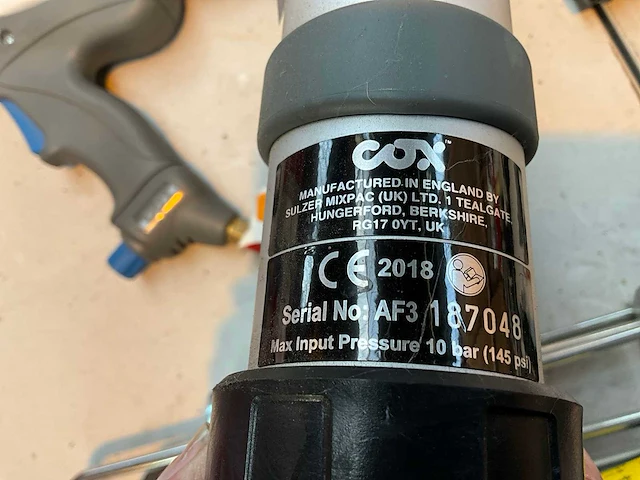 COX™
MANUFACTURED IN ENGLAND BY
SULZER MIXPAC (UK) LTD. 1 TEALGATE,
HUNGERFORD, BERKSHIRE,
RG17 0YT, UK
CE 2018
Serial No: AF3 187048
Max Input Pressure 10 bar (145 psi)